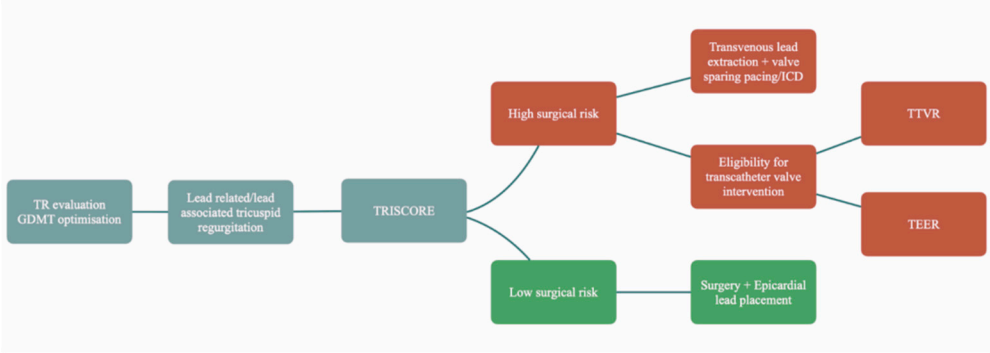 TR evaluation
GDMT optimisation
Lead related/lead
associated tricuspid
regurgitation
TRISCORE
High surgical risk
Low surgical risk
Transvenous lead
extraction + valve
sparing pacing/ICD
Eligibility for
transcatheter valve
intervention
Surgery + Epicardial
lead placement
TTVR
TEER